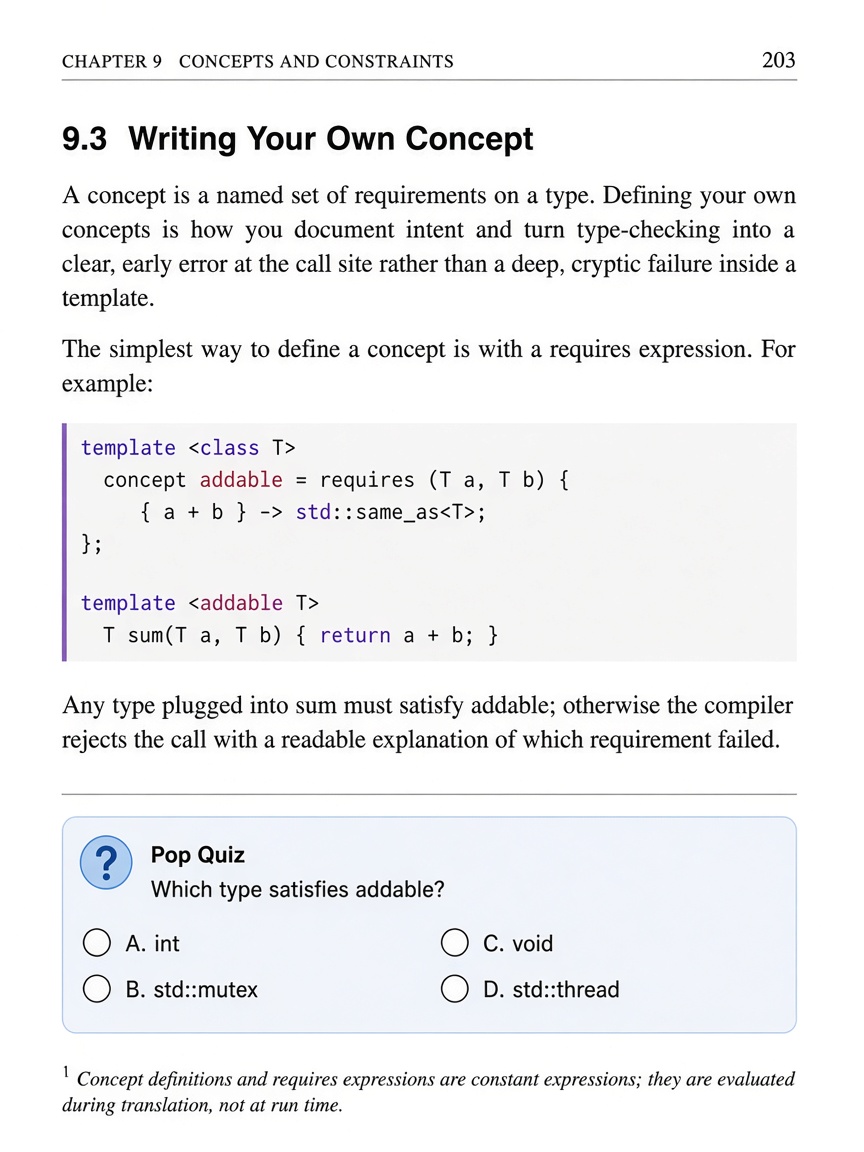 CHAPTER 9 CONCEPTS AND CONSTRAINTS 203
9.3 Writing Your Own Concept
A concept is a named set of requirements on a type. Defining your own
concepts is how you document intent and turn type-checking into a
clear, early error at the call site rather than a deep, cryptic failure inside a
template.
The simplest way to define a concept is with a requires expression. For
example:
template <class T>
  concept addable = requires (T a, T b) {
    { a + b } -> std::same_as<T>;
};
template <addable T>
  T sum(T a, T b) { return a + b; }
Any type plugged into sum must satisfy addable; otherwise the compiler
rejects the call with a readable explanation of which requirement failed.
?
Pop Quiz
Which type satisfies addable?
A. int
B. std::mutex
C. void
D. std::thread
1 Concept definitions and requires expressions are constant expressions; they are evaluated
during translation, not at run time.